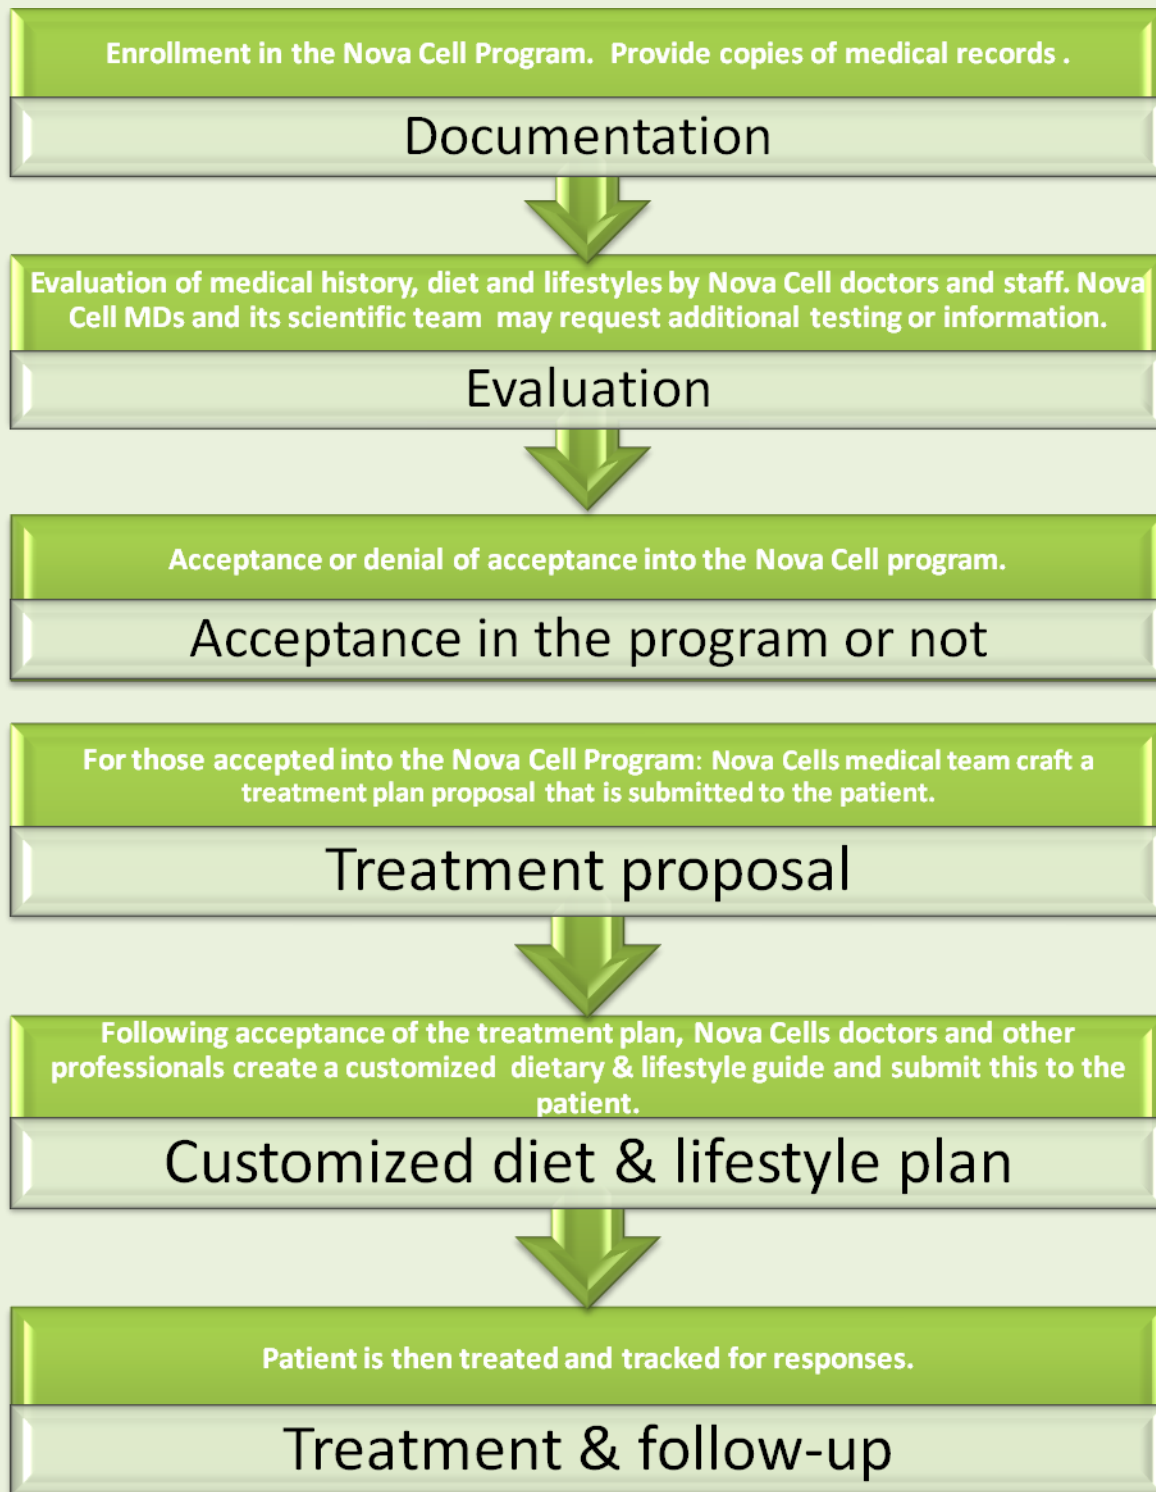 Enrollment in the Nova Cell Program. Provide copies of medical records .
Documentation
Evaluation of medical history, diet and lifestyles by Nova Cell doctors and staff. Nova
Cell MDs and its scientific team may request additional testing or information.
Evaluation
Acceptance or denial of acceptance into the Nova Cell program.
Acceptance in the program or not
For those accepted into the Nova Cell Program: Nova Cells medical team craft a
treatment plan proposal that is submitted to the patient.
Treatment proposal
Following acceptance of the treatment plan, Nova Cells doctors and other
professionals create a customized dietary & lifestyle guide and submit this to the
patient.
Customized diet & lifestyle plan
Patient is then treated and tracked for responses.
Treatment & follow-up